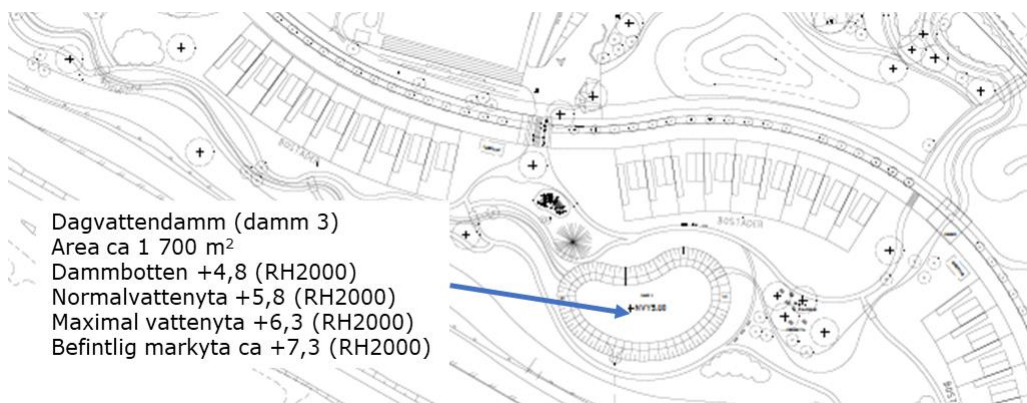 BOSTÄDER
BOSTÄDER
Dagvattendamm (damm 3)
Area ca 1 700 m²
Dammbotten +4,8 (RH2000)
Normalvattenyta +5,8 (RH2000)
Maximal vattenyta +6,3 (RH2000)
Befintlig markyta ca +7,3 (RH2000)